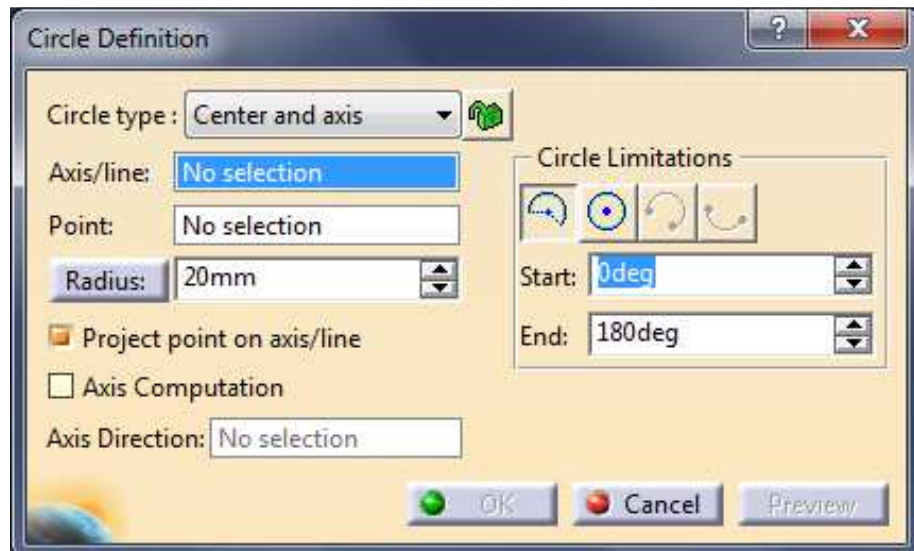 Circle Definition
?
X
Circle type : Center and axis
Axis/line: No selection
Point: No selection
Radius: 20mm
Project point on axis/line
Axis Computation
Axis Direction: No selection
Circle Limitations
Start: 0deg
End: 180deg
OK
Cancel
Preview